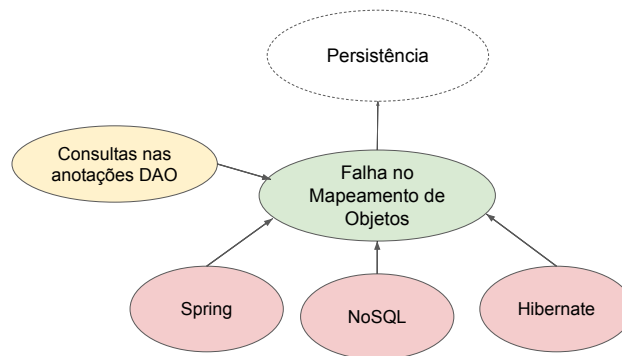 Persistência
Consultas nas
anotações DAO
Falha no
Mapeamento de
Objetos
Spring
NoSQL
Hibernate